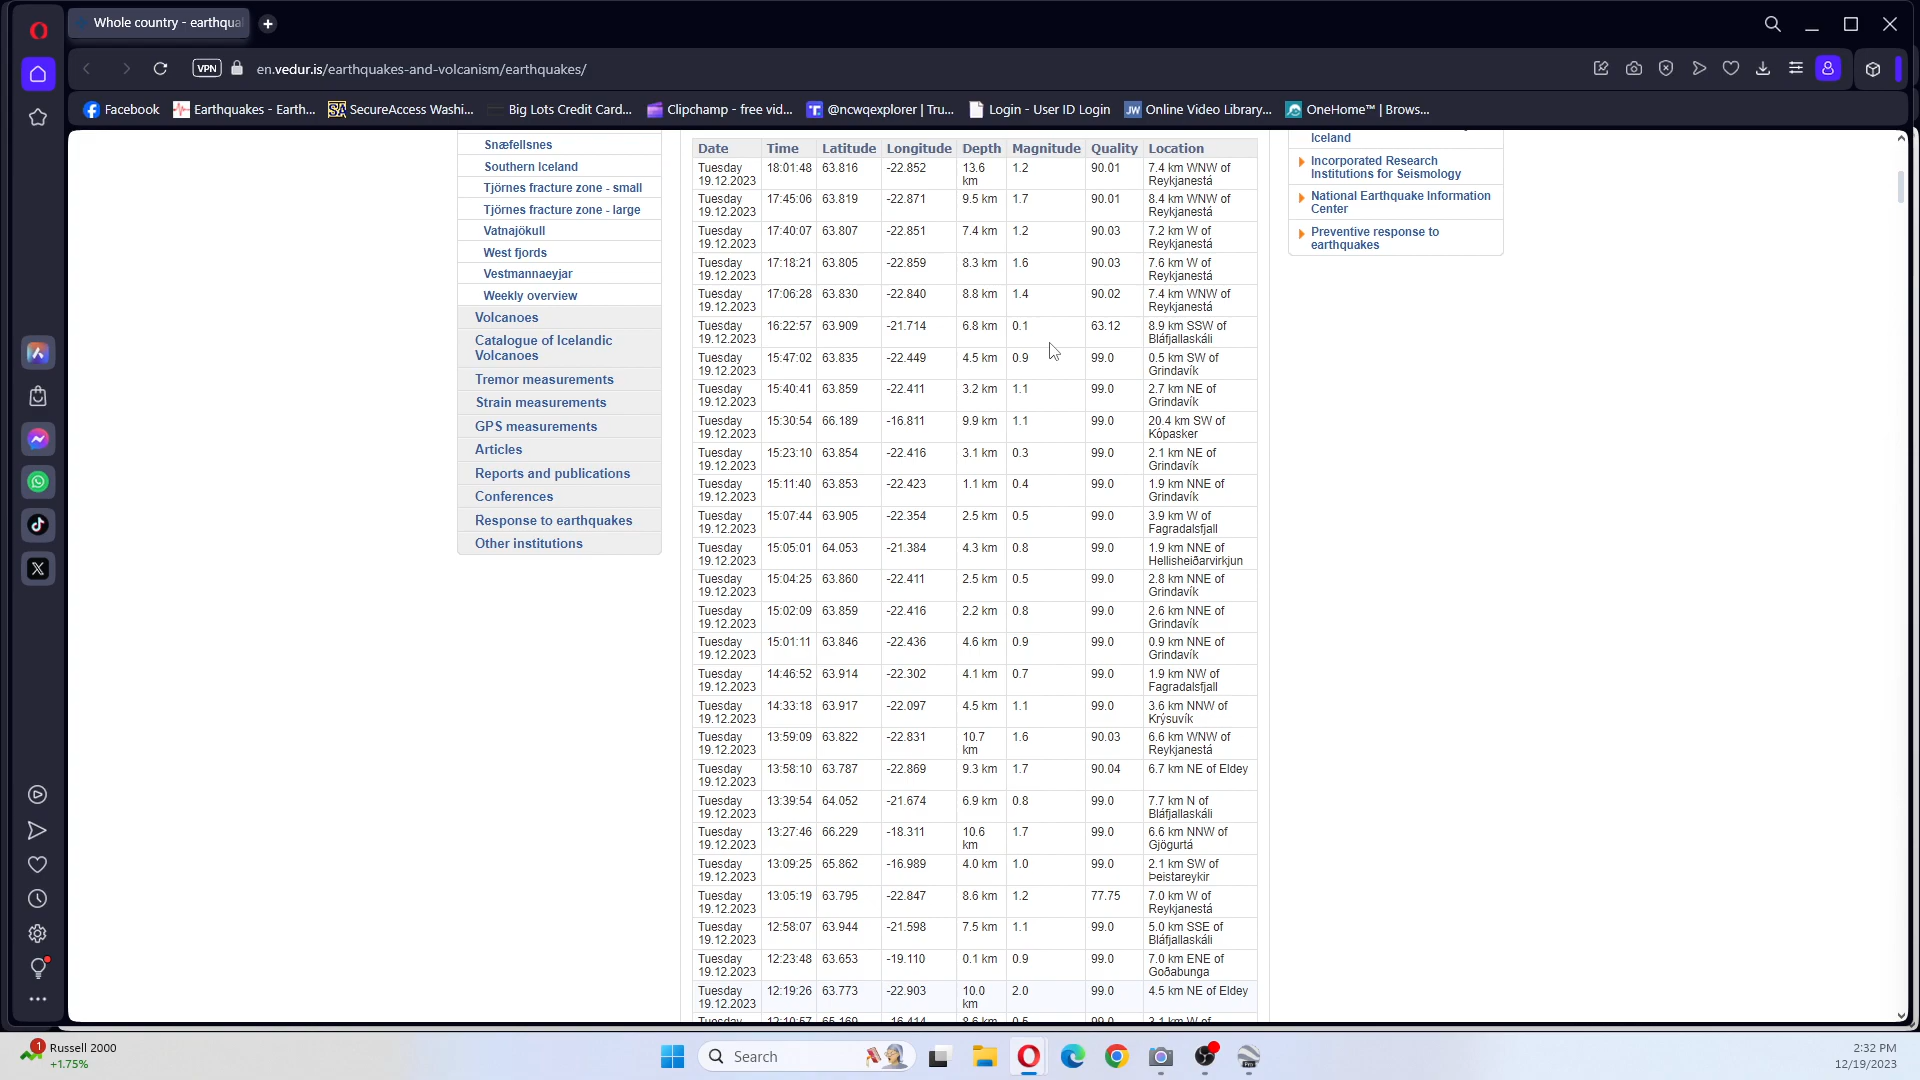 Whole country - earthqua
VPN
en.vedur.is/earthquakes-and-volcanism/earthquakes/
Facebook
Earthquakes - Earth...
SecureAccess Washi...
Big Lots Credit Card...
Clipchamp - free vid...
@ncwqexplorer | Tru...
Login - User ID Login
JW Online Video Library...
OneHome™ | Brows...
Snæfellsnes
Southern Iceland
Tjörnes fracture zone - small
Tjörnes fracture zone - large
Vatnajökull
West fjords
Vestmannaeyjar
Weekly overview
Volcanoes
Catalogue of Icelandic
Volcanoes
Tremor measurements
Strain measurements
GPS measurements
Articles
Reports and publications
Conferences
Response to earthquakes
Other institutions
Date Time Latitude Longitude Depth Magnitude Quality Location
Tuesday 18:01:48 63.816 -22.852 13.6 1.2 90.01 7.4 km WNW of
19.12.2023 km Reykjanestá
Tuesday 17:45:06 63.819 -22.871 9.5 km 1.7 90.01 8.4 km WNW of
19.12.2023 Reykjanestá
Tuesday 17:40:07 63.807 -22.851 7.4 km 1.2 90.03 7.2 km W of
19.12.2023 Reykjanestá
Tuesday 17:18:21 63.805 -22.859 8.3 km 1.6 90.03 7.6 km W of
19.12.2023 Reykjanestá
Tuesday 17:06:28 63.830 -22.840 8.8 km 1.4 90.02 7.4 km WNW of
19.12.2023 Reykjanestá
Tuesday 16:22:57 63.909 -21.714 6.8 km 0.1 63.12 8.9 km SSW of
19.12.2023 Bláfjallaskáli
Tuesday 15:47:02 63.835 -22.449 4.5 km 0.9 99.0 0.5 km SW of
19.12.2023 Grindavík
Tuesday 15:40:41 63.859 -22.411 3.2 km 1.1 99.0 2.7 km NE of
19.12.2023 Grindavík
Tuesday 15:30:54 66.189 -16.811 9.9 km 1.1 99.0 20.4 km SW of
19.12.2023 Kópasker
Tuesday 15:23:10 63.854 -22.416 3.1 km 0.3 99.0 2.1 km NE of
19.12.2023 Grindavík
Tuesday 15:11:40 63.853 -22.423 1.1 km 0.4 99.0 1.9 km NNE of
19.12.2023 Grindavík
Tuesday 15:07:44 63.905 -22.354 2.5 km 0.5 99.0 3.9 km W of
19.12.2023 Fagradalsfjall
Tuesday 15:05:01 64.053 -21.384 4.3 km 0.8 99.0 1.9 km NNE of
19.12.2023 Hellisheiðarvirkjun
Tuesday 15:04:25 63.860 -22.411 2.5 km 0.5 99.0 2.8 km NNE of
19.12.2023 Grindavík
Tuesday 15:02:09 63.859 -22.416 2.2 km 0.8 99.0 2.6 km NNE of
19.12.2023 Grindavík
Tuesday 15:01:11 63.846 -22.436 4.6 km 0.9 99.0 0.9 km NNE of
19.12.2023 Grindavík
Tuesday 14:46:52 63.914 -22.302 4.1 km 0.7 99.0 1.9 km NW of
19.12.2023 Fagradalsfjall
Tuesday 14:33:18 63.917 -22.097 4.5 km 1.1 99.0 3.6 km NNW of
19.12.2023 Krýsuvík
Tuesday 13:59:09 63.822 -22.831 10.7 1.6 90.03 6.6 km WNW of
19.12.2023 km Reykjanestá
Tuesday 13:58:10 63.787 -22.869 9.3 km 1.7 90.04 6.7 km NE of Eldey
19.12.2023
Tuesday 13:39:54 64.052 -21.674 6.9 km 0.8 99.0 7.7 km N of
19.12.2023 Bláfjallaskáli
Tuesday 13:27:46 66.229 -18.311 10.6 1.7 99.0 6.6 km NNW of
19.12.2023 km Gjögurtá
Tuesday 13:09:25 65.862 -16.989 4.0 km 1.0 99.0 2.1 km SW of
19.12.2023 Þeistareykir
Tuesday 13:05:19 63.795 -22.847 8.6 km 1.2 77.75 7.0 km W of
19.12.2023 Reykjanestá
Tuesday 12:58:07 63.944 -21.598 7.5 km 1.1 99.0 5.0 km SSE of
19.12.2023 Bláfjallaskáli
Tuesday 12:23:48 63.653 -19.110 0.1 km 0.9 99.0 7.0 km ENE of
19.12.2023 Goðabunga
Tuesday 12:19:26 63.773 -22.903 10.0 2.0 99.0 4.5 km NE of Eldey
19.12.2023 km
Iceland
Incorporated Research
Institutions for Seismology
National Earthquake Information
Center
Preventive response to
earthquakes
1
Russell 2000
+1.75%
Search
2:32 PM
12/19/2023